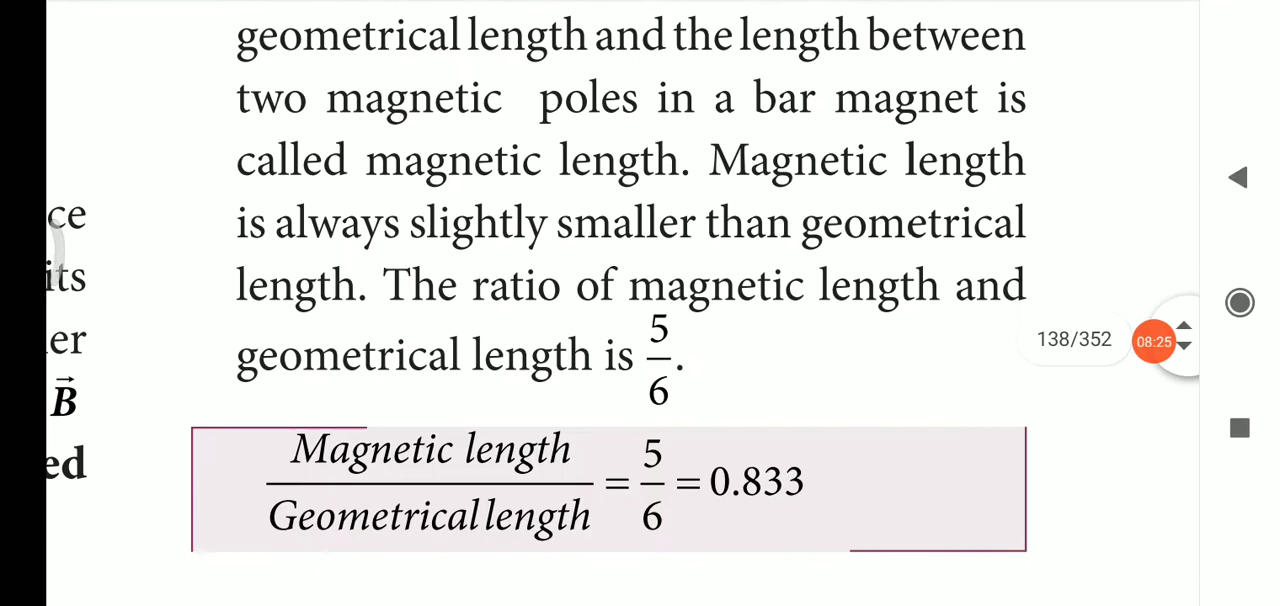 geometrical length and the length between
two magnetic poles in a bar magnet is
called magnetic length. Magnetic length
is always slightly smaller than geometrical
length. The ratio of magnetic length and
geometrical length is 5/6.
Magnetic length / Geometrical length = 5/6 = 0.833
ce
its
er
B⃗
ed
138/352
08:25